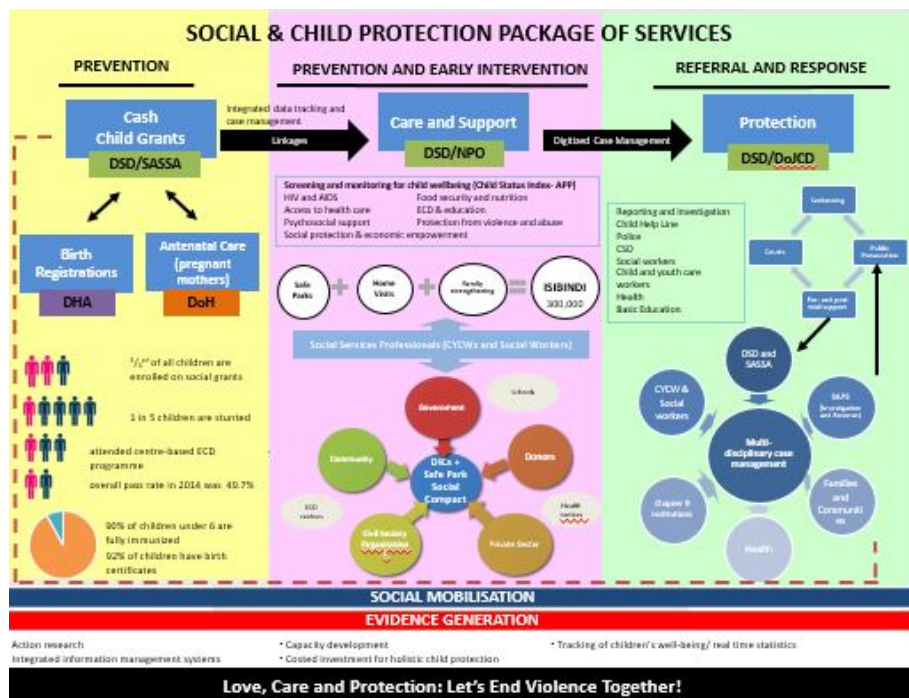 SOCIAL & CHILD PROTECTION PACKAGE OF SERVICES
PREVENTION
Cash
Child Grants
DSD/SASSA
Birth
Registrations
DHA
Antenatal Care
(pregnant
mothers)
DoH
of all children are
enrolled on social grants
1 in 5 children are stunted
attended centre-based ECD
programme
overall pass rate in 2014 was 49.7%
90% of children under 6 are
fully immunized
92% of children have birth
certificates
Integrated data tracking and
case management
Linkages
PREVENTION AND EARLY INTERVENTION
Care and Support
DSD/NPO
Digitized Case Management
Screening and monitoring for child wellbeing (Child Status Index- APP)
HIV and AIDS
Food security and nutrition
Access to health care
ECD & education
Psychosocial support
Protection from violence and abuse
Social protection & economic empowerment
Safe
Parks
+
Home
Visits
+
Family
strengthening
=
ISIBINDI
300,000
Social Services Professionals (CYCWs and Social Workers)
Government
Schools
Community
Donors
DICs +
Safe Park
Social
Compact
ECD
centres
Health
Civil Society
Private Sector
REFERRAL AND RESPONSE
Protection
DSD/DoJCD
Reporting and Investigation
Child Help Line
Police
CSD
Social workers
Child and youth care
workers
Health
Basic Education
Sentencing
Courts
Public
Prosecution
Pre- and post
trial support
DSD and
SASSA
CYCW &
Social
workers
SAPS
Multi-
disciplinary case
management
Chapter 9
Institutions
Families
and
Communiti
es
Health
SOCIAL MOBILISATION
EVIDENCE GENERATION
Action research
Integrated information management systems
• Capacity development
• Costed investment for holistic child protection
• Tracking of children's well-being/ real time statistics
Love, Care and Protection: Let's End Violence Together!